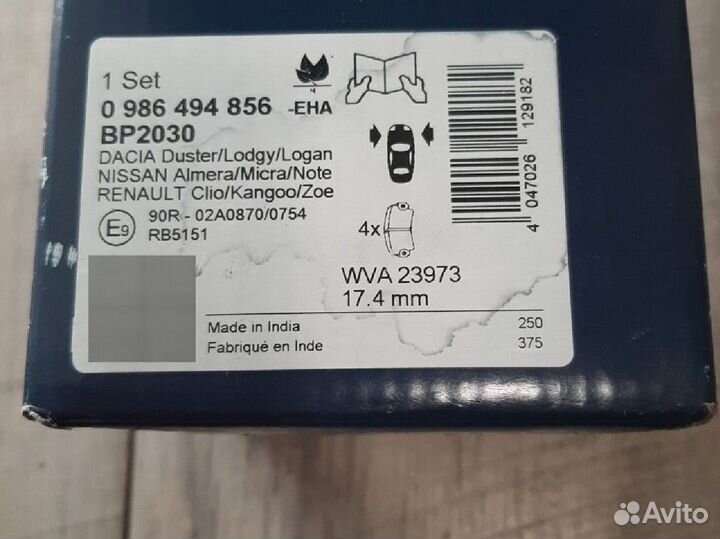 1 Set
0 986 494 856 -EHA
BP2030
DACIA Duster/Lodgy/Logan
NISSAN Almera/Micra/Note
RENAULT Clio/Kangoo/Zoe
E9 90R - 02A0870/0754
RB5151
N
4x
WVA 23973
17.4 mm
Made in India 250
Fabriqué en Inde 375
4 047026 129182
Avito